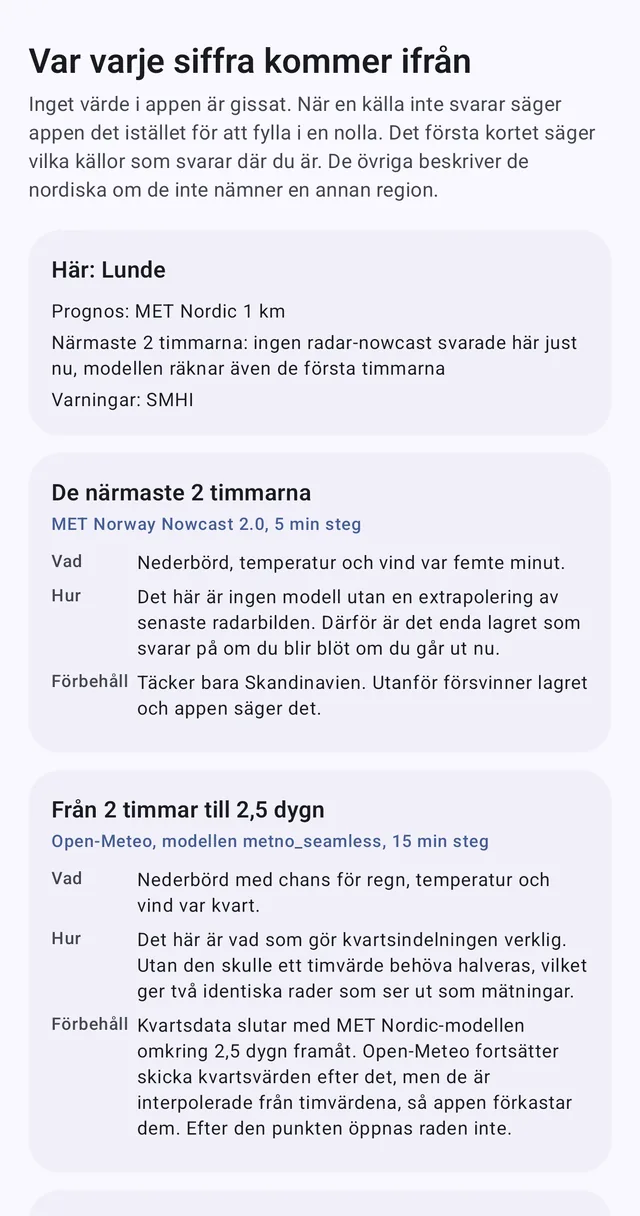 Var varje siffra kommer ifrån
Inget värde i appen är gissat. När en källa inte svarar säger
appen det istället för att fylla i en nolla. Det första kortet säger
vilka källor som svarar där du är. De övriga beskriver de
nordiska om de inte nämner en annan region.
Här: Lunde
Prognos: MET Nordic 1 km
Närmaste 2 timmarna: ingen radar-nowcast svarade här just
nu, modellen räknar även de första timmarna
Varningar: SMHI
De närmaste 2 timmarna
MET Norway Nowcast 2.0, 5 min steg
Vad Nederbörd, temperatur och vind var femte minut.
Hur Det här är ingen modell utan en extrapolering av
senaste radarbilden. Därför är det enda lagret som
svarar på om du blir blöt om du går ut nu.
Förbehåll Täcker bara Skandinavien. Utanför försvinner lagret
och appen säger det.
Från 2 timmar till 2,5 dygn
Open-Meteo, modellen metno_seamless, 15 min steg
Vad Nederbörd med chans för regn, temperatur och
vind var kvart.
Hur Det här är vad som gör kvartsindelningen verklig.
Utan den skulle ett timvärde behöva halveras, vilket
ger två identiska rader som ser ut som mätningar.
Förbehåll Kvartsdata slutar med MET Nordic-modellen
omkring 2,5 dygn framåt. Open-Meteo fortsätter
skicka kvartsvärden efter det, men de är
interpolerade från timvärdena, så appen förkastar
dem. Efter den punkten öppnas raden inte.